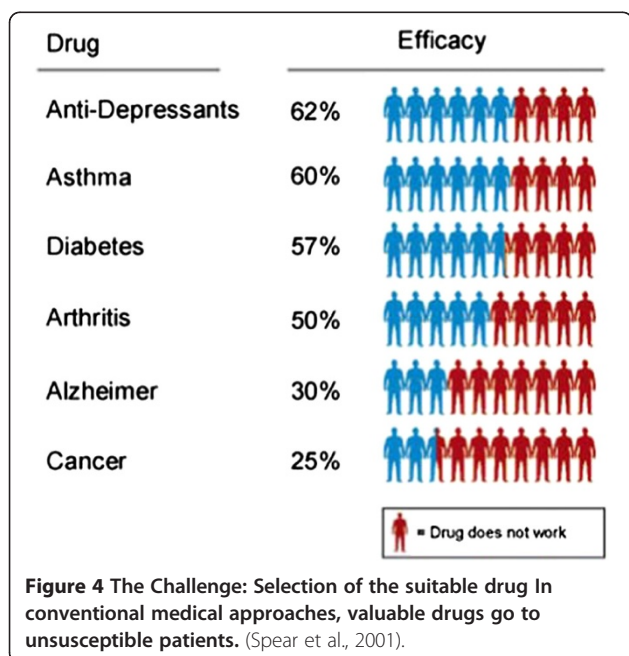 Drug Efficacy
Anti-Depressants 62%
Asthma 60%
Diabetes 57%
Arthritis 50%
Alzheimer 30%
Cancer 25%
= Drug does not work
Figure 4 The Challenge: Selection of the suitable drug In
conventional medical approaches, valuable drugs go to
unsusceptible patients. (Spear et al., 2001).